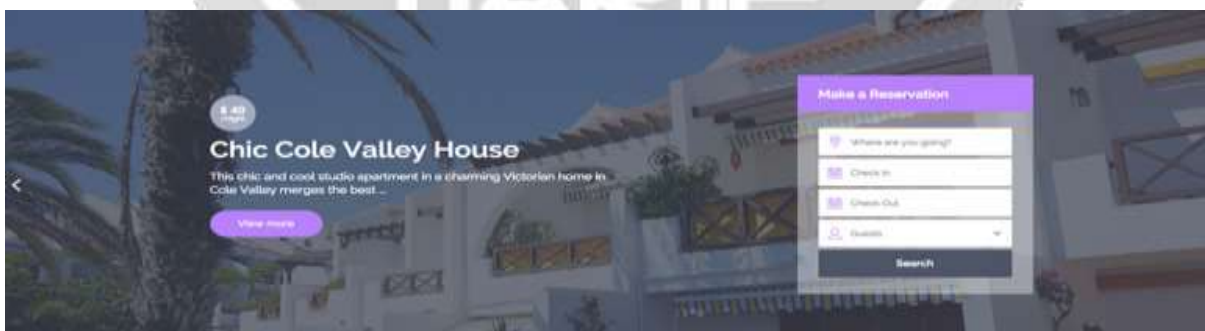 $ 40
/night
Chic Cole Valley House
This chic and cool studio apartment in a charming Victorian home in
Cole Valley merges the best ...
View more
Make a Reservation
Where are you going?
Check In
Check Out
Guests
Search